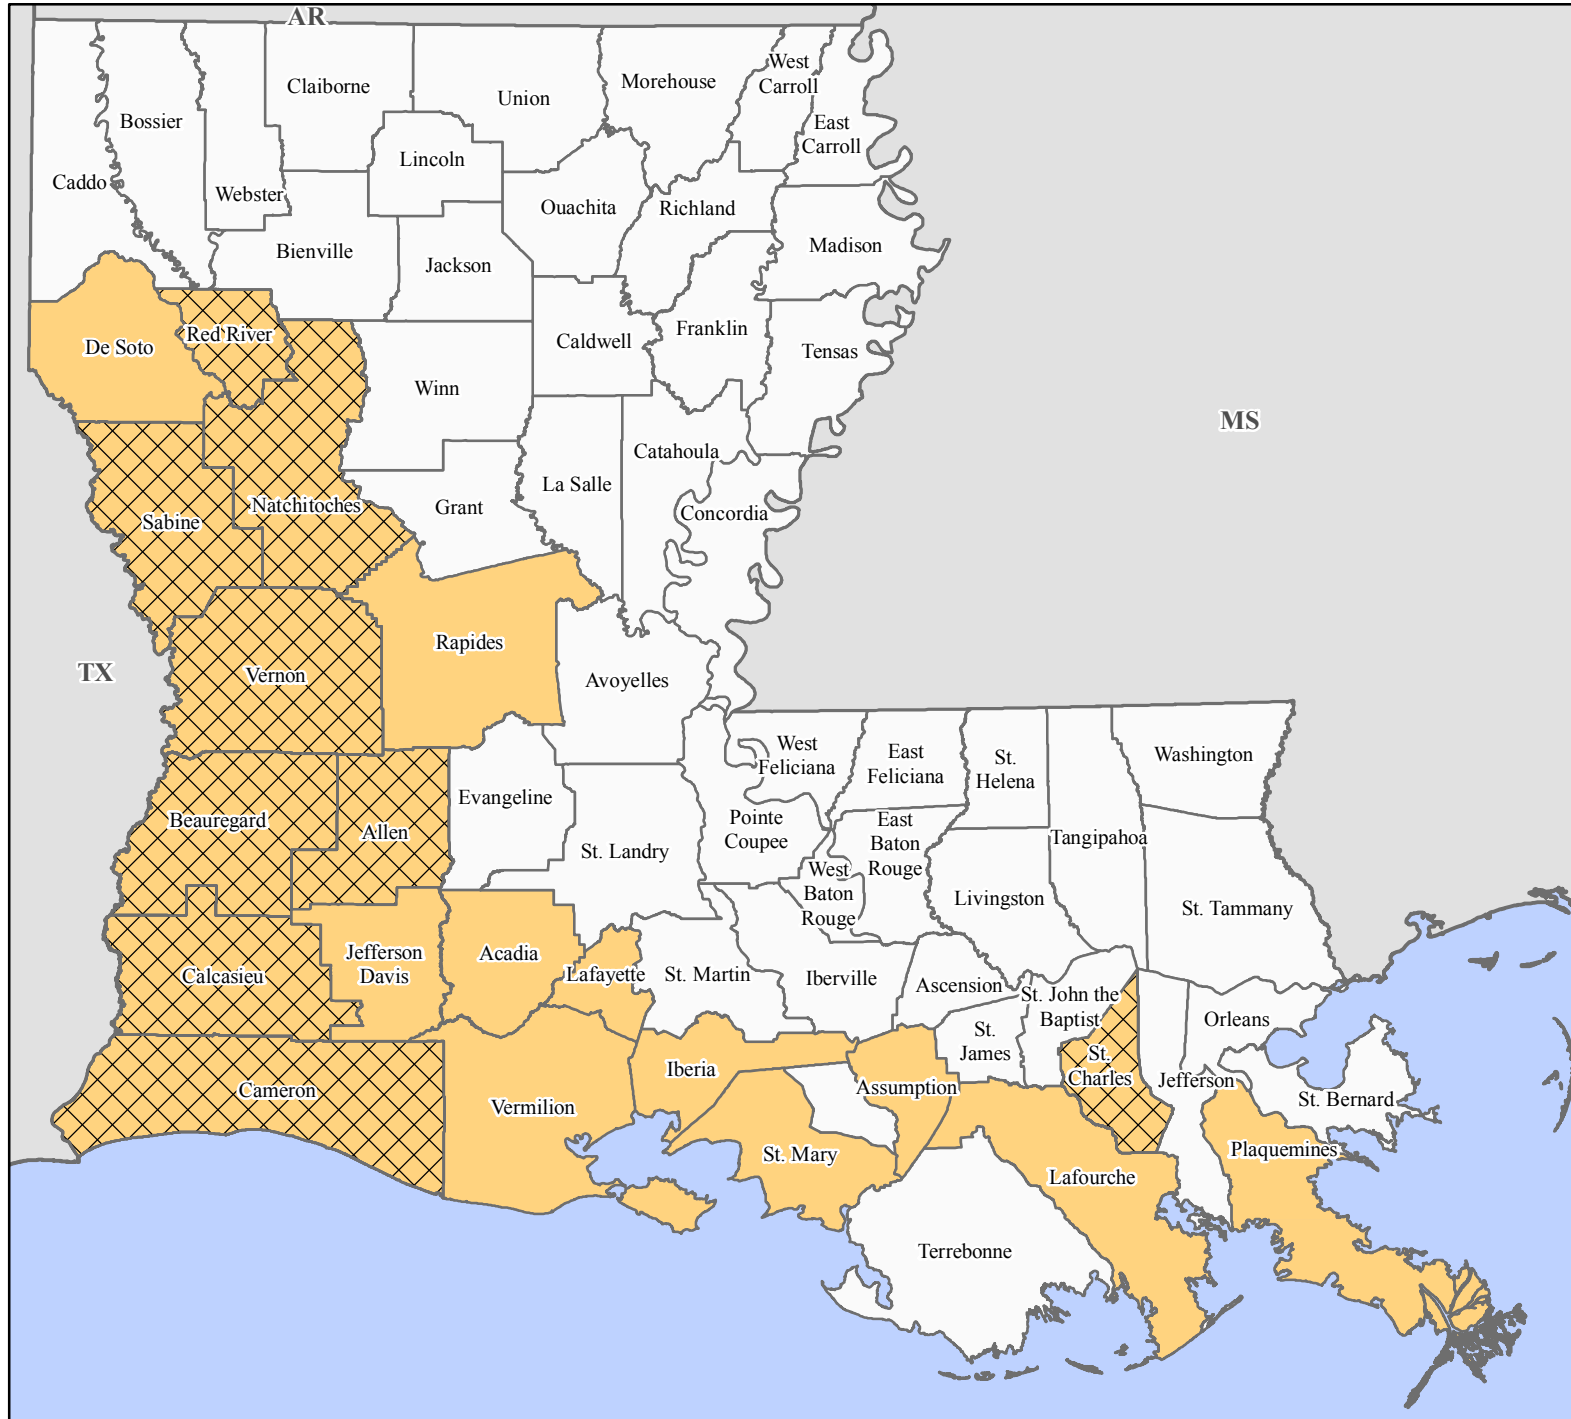 AR
Claiborne
Union
Morehouse
West
Carroll
East
Carroll
Bossier
Lincoln
Caddo
Webster
Ouachita
Richland
Madison
Bienville
Jackson
De Soto
Red River
Caldwell
Franklin
Tensas
Winn
MS
Catahoula
La Salle
Natchitoches
Grant
Concordia
Sabine
Rapides
TX
Vernon
Avoyelles
West
Feliciana
East
Feliciana
St.
Helena
Washington
Evangeline
Beauregard
Allen
Pointe
Coupee
East
Baton
Rouge
Tangipahoa
St. Landry
West
Baton
Rouge
Livingston
St. Tammany
Jefferson
Davis
Acadia
Lafayette
Calcasieu
St. Martin
Iberville
Ascension
St. John the
Baptist
Orleans
St.
James
Iberia
St.
Charles
Jefferson
Cameron
Assumption
Vermilion
St. Bernard
St. Mary
Plaquemines
Lafourche
Terrebonne